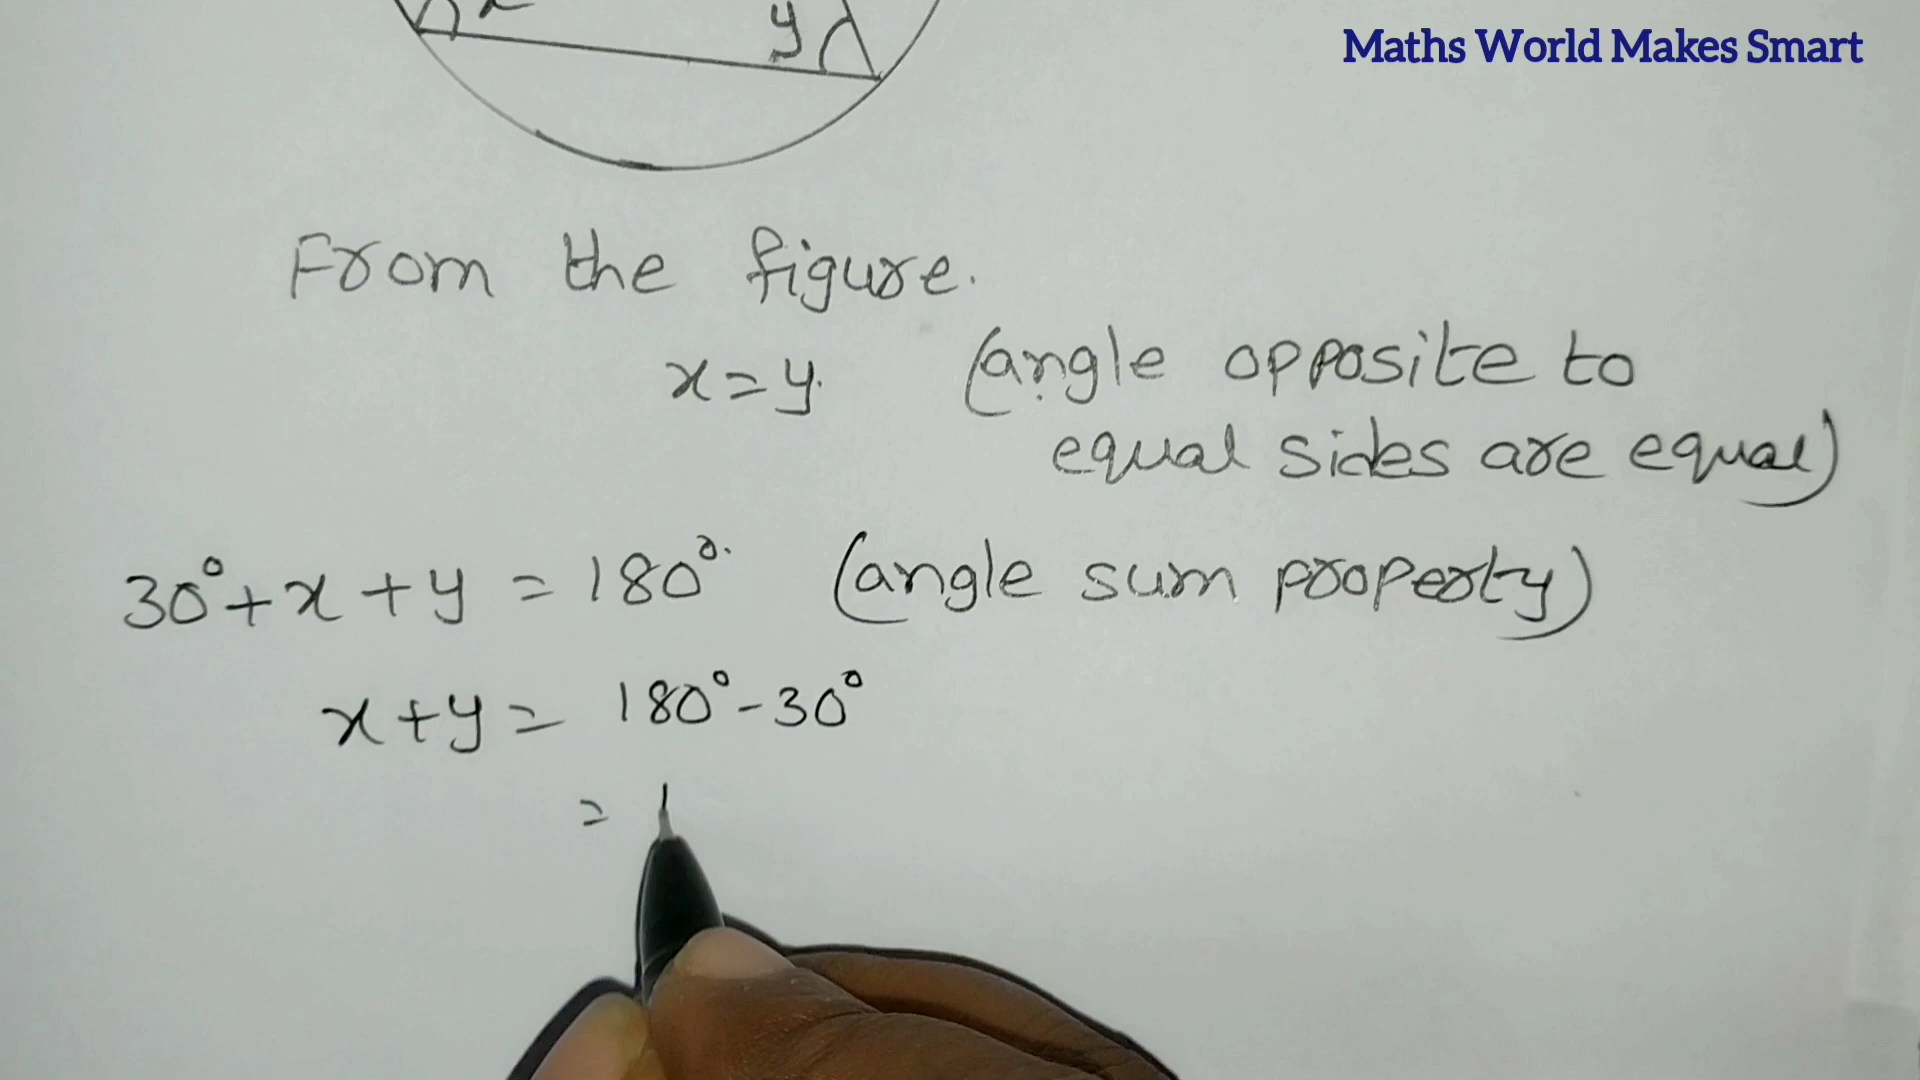 y
Maths World Makes Smart
From the figure.
x = y. (angle opposite to
equal sides are equal)
30° + x + y = 180°. (angle sum property)
x + y = 180° - 30°
= 1